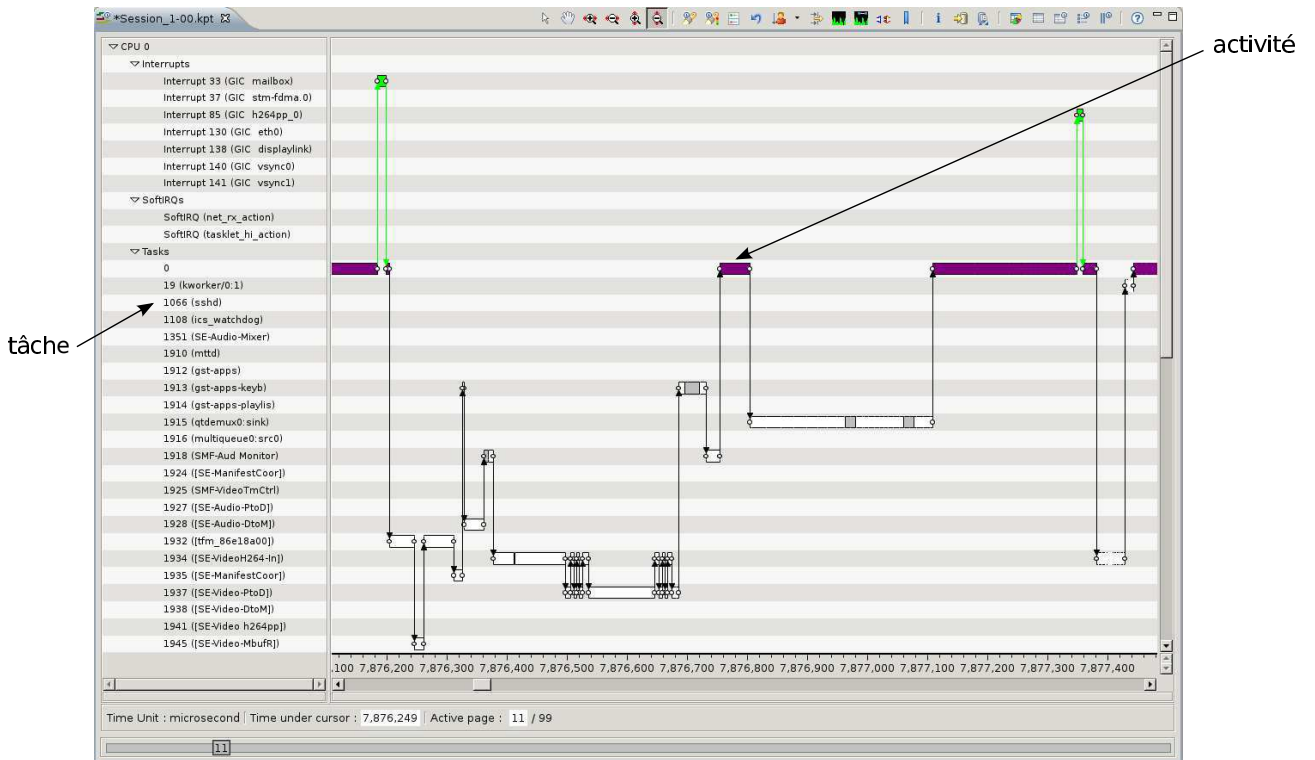 *Session_1-00.kpt
activité
CPU 0
Interrupts
Interrupt 33 (GIC mailbox)
Interrupt 37 (GIC stm-fdma.0)
Interrupt 85 (GIC h264pp_0)
Interrupt 130 (GIC eth0)
Interrupt 138 (GIC displaylink)
Interrupt 140 (GIC vsync0)
Interrupt 141 (GIC vsync1)
SoftIRQs
SoftIRQ (net_rx_action)
SoftIRQ (tasklet_hi_action)
Tasks
0
19 (kworker/0:1)
1066 (sshd)
1108 (ics_watchdog)
tâche
1351 (SE-Audio-Mixer)
1910 (mttd)
1912 (gst-apps)
1913 (gst-apps-keyb)
1914 (gst-apps-playlis)
1915 (qtdemux0:sink)
1916 (multiqueue0:src0)
1918 (SMF-Aud Monitor)
1924 ([SE-ManifestCoor])
1925 (SMF-VideoTmCtrl)
1927 ([SE-Audio-PtoD])
1928 ([SE-Audio-DtoM])
1932 ([tfm_86e18a00])
1934 ([SE-VideoH264-In])
1935 ([SE-ManifestCoor])
1937 ([SE-Video-PtoD])
1938 ([SE-Video-DtoM])
1941 ([SE-Video h264pp])
1945 ([SE-Video-MbufR])
.100 7,876,200 7,876,300 7,876,400 7,876,500 7,876,600 7,876,700 7,876,800 7,876,900 7,877,000 7,877,100 7,877,200 7,877,300 7,877,400
Time Unit : microsecond Time under cursor : 7,876,249 Active page : 11 / 99
11